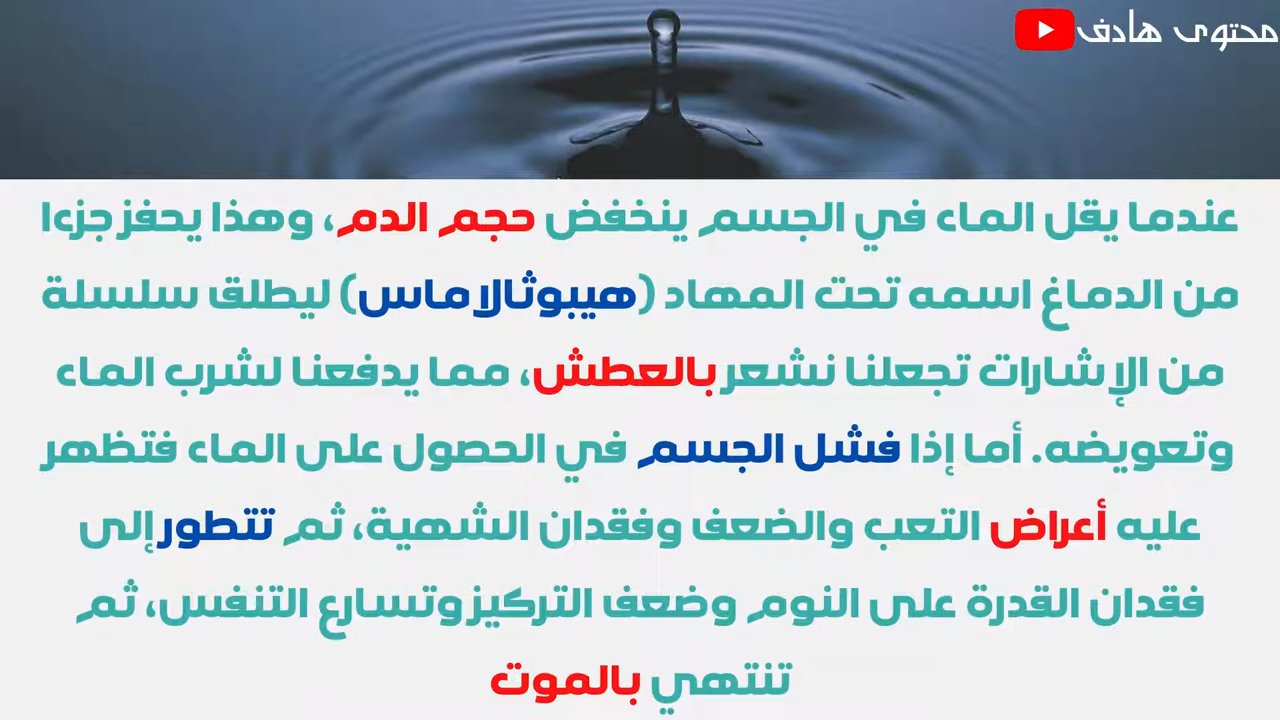 محتوى هادف
عندما يقل الماء في الجسم ينخفض حجم الدم، وهذا يحفز جزءا
من الدماغ اسمه تحت المهاد (هيبوثالاماس) ليطلق سلسلة
من الإشارات تجعلنا نشعر بالعطش، مما يدفعنا لشرب الماء
وتعويضه. أما إذا فشل الجسم في الحصول على الماء فتظهر
عليه أعراض التعب والضعف وفقدان الشهية، ثم تتطور إلى
فقدان القدرة على النوم وضعف التركيز وتسارع التنفس، ثم
تنتهي بالموت